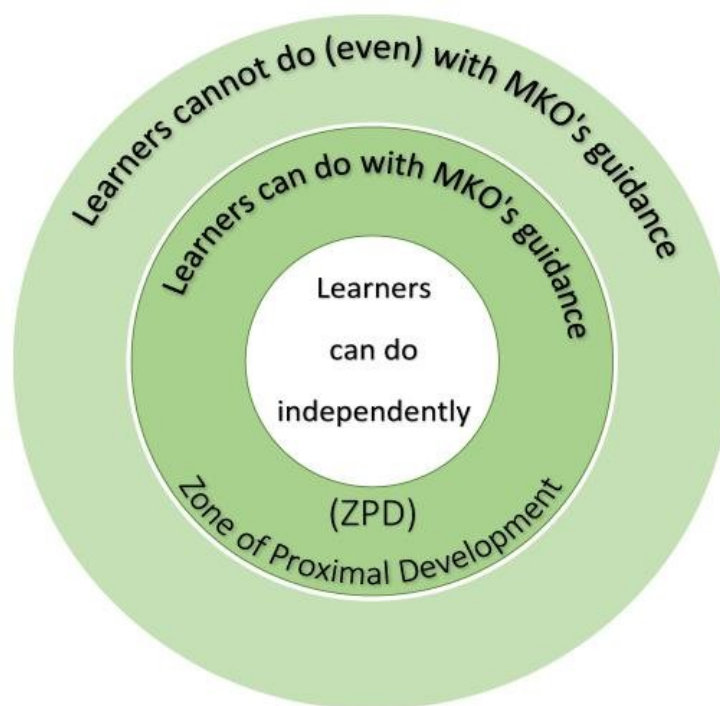 Learners cannot do (even) with MKO's guidance
Learners can do with MKO's guidance
Learners
can do
independently
(ZPD)
Zone of Proximal Development